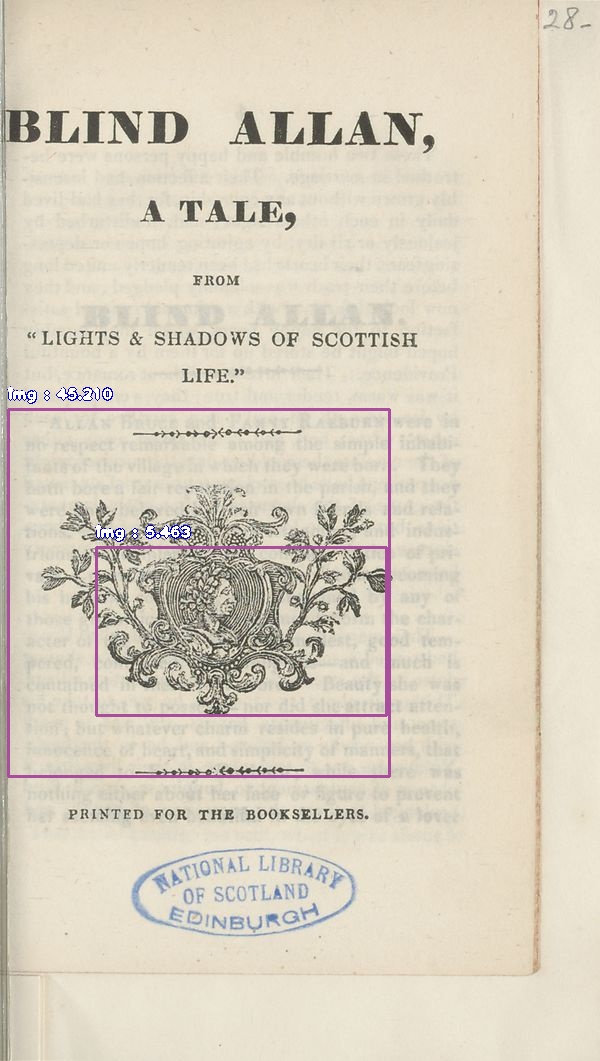 28-
BLIND ALLAN,
A TALE,
FROM
“LIGHTS & SHADOWS OF SCOTTISH
LIFE.”
img : 45.210
img : 5.463
PRINTED FOR THE BOOKSELLERS.
NATIONAL LIBRARY
OF SCOTLAND
EDINBURGH